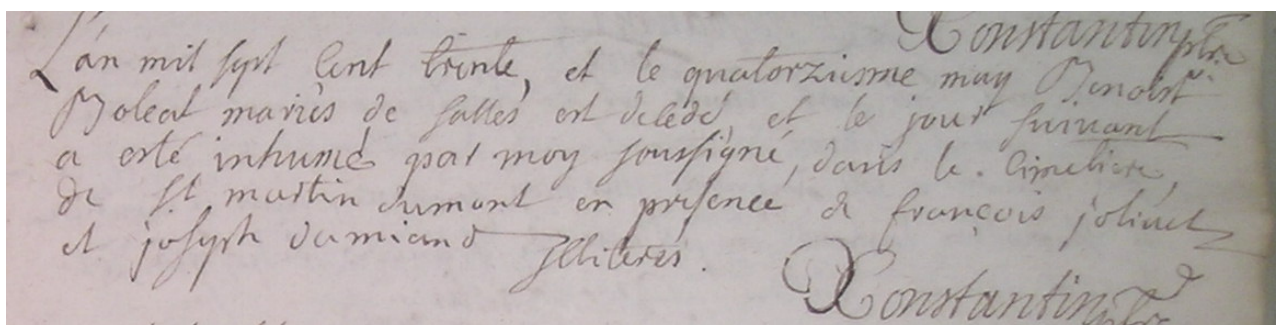 Constantin ptre
L'an mil sept cent trente, et le quatorziesme may Benoist
Boleat mariés de salles est decedé et le jour suivant
a esté inhumé par moy soussigné, dans le cimetiere
de st martin dumont en presence de françois joliuet
et joseph damiand illiterés.
Constantin ptre